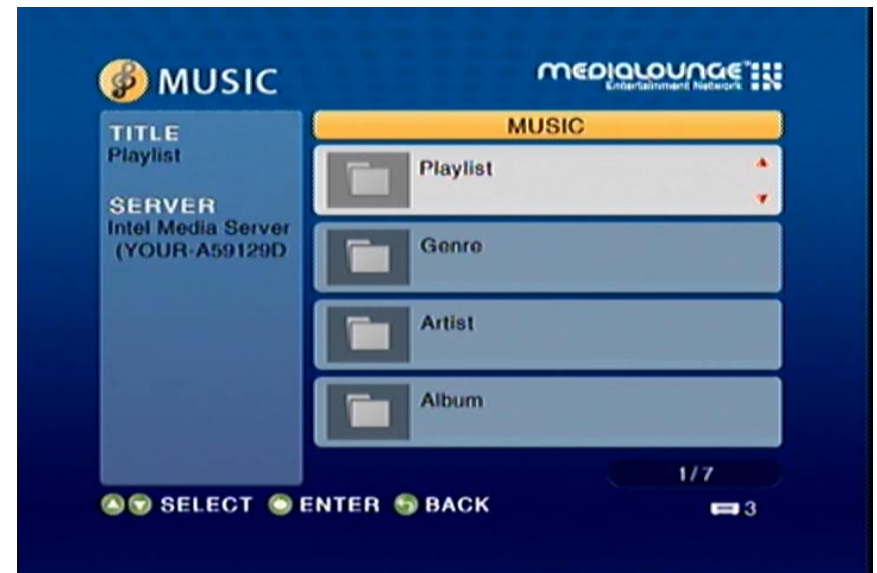 MUSIC
MEDIALOUNGE™
Entertainment Network
TITLE
Playlist
SERVER
Intel Media Server
(YOUR-A59129D
MUSIC
Playlist
Genre
Artist
Album
1/7
SELECT ENTER BACK
3